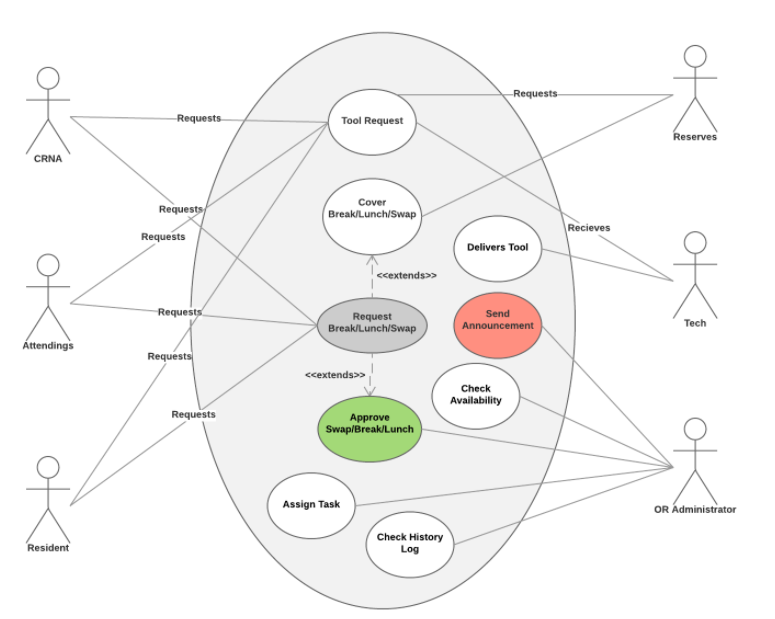 Requests
Tool Request
Requests
Reserves
CRNA
Cover
Break/Lunch/Swap
Requests
Requests
Recieves
Delivers Tool
<<extends>>
Requests
Request
Break/Lunch/Swap
Send
Announcement
Tech
Attendings
Requests
<<extends>>
Check
Availability
Requests
Approve
Swap/Break/Lunch
Assign Task
OR Administrator
Check History
Log
Resident